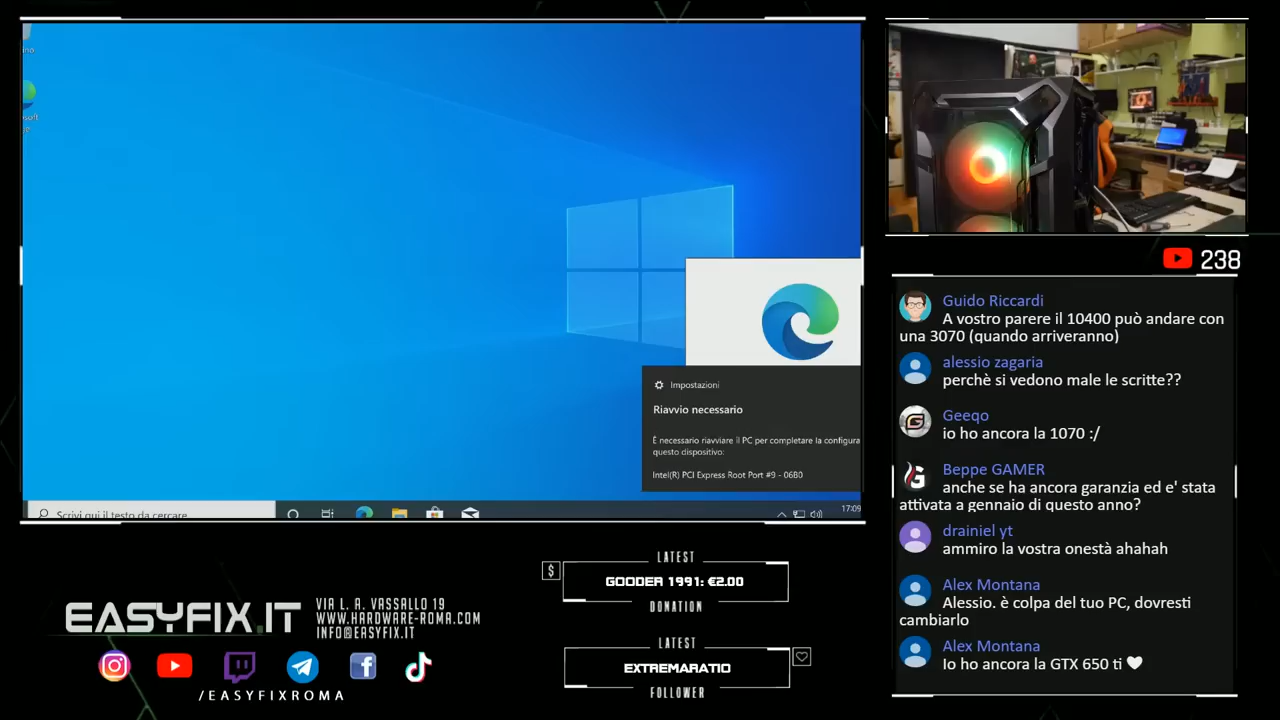 ino
osoft
ge
Impostazioni
Riavvio necessario
È necessario riavviare il PC per completare la configura
questo dispositivo:
Intel(R) PCI Express Root Port #9 - 06B0
Scrivi qui il testo da cercare
17:09
238
Guido Riccardi
A vostro parere il 10400 può andare con
una 3070 (quando arriveranno)
alessio zagaria
perchè si vedono male le scritte??
Geeqo
io ho ancora la 1070 :/
Beppe GAMER
anche se ha ancora garanzia ed e' stata
attivata a gennaio di questo anno?
drainiel yt
ammiro la vostra onestà ahahah
Alex Montana
Alessio. è colpa del tuo PC, dovresti
cambiarlo
Alex Montana
Io ho ancora la GTX 650 ti 🤍
EASYFIX.IT
VIA L. A. VASSALLO 19
WWW.HARDWARE-ROMA.COM
INFO@EASYFIX.IT
/EASYFIXROMA
LATEST
$
GOODER 1991: €2.00
DONATION
LATEST
EXTREMARATIO
FOLLOWER